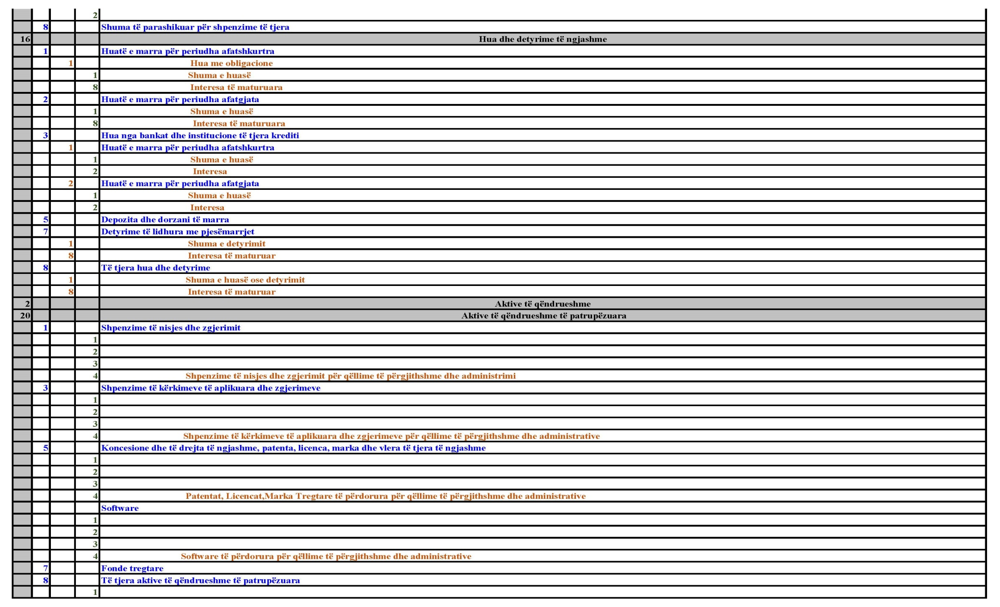 2
8 Shuma të parashikuar për shpenzime të tjera
16 Hua dhe detyrime të ngjashme
1 Huatë e marra për periudha afatshkurtra
1 Hua me obligacione
1 Shuma e huasë
8 Interesa të maturuara
2 Huatë e marra për periudha afatgjata
1 Shuma e huasë
8 Interesa të maturuara
3 Hua nga bankat dhe institucione të tjera krediti
1 Huatë e marra për periudha afatshkurtra
1 Shuma e huasë
2 Interesa
2 Huatë e marra për periudha afatgjata
1 Shuma e huasë
2 Interesa
5 Depozita dhe dorzani të marra
7 Detyrime të lidhura me pjesëmarrjet
1 Shuma e detyrimit
8 Interesa të maturuar
8 Të tjera hua dhe detyrime
1 Shuma e huasë ose detyrimit
8 Interesa të maturuar
2 Aktive të qëndrueshme
20 Aktive të qëndrueshme të patrupëzuara
1 Shpenzime të nisjes dhe zgjerimit
1
2
3
4 Shpenzime të nisjes dhe zgjerimit për qëllime të përgjithshme dhe administrimi
3 Shpenzime të kërkimeve të aplikuara dhe zgjerimeve
1
2
3
4 Shpenzime të kërkimeve të aplikuara dhe zgjerimeve për qëllime të përgjithshme dhe administrative
5 Koncesione dhe të drejta të ngjashme, patenta, licenca, marka dhe vlera të tjera të ngjashme
1
2
3
4 Patentat, Licencat,Marka Tregtare të përdorura për qëllime të përgjithshme dhe administrative
Software
1
2
3
4 Software të përdorura për qëllime të përgjithshme dhe administrative
7 Fonde tregtare
8 Të tjera aktive të qëndrueshme të patrupëzuara
1